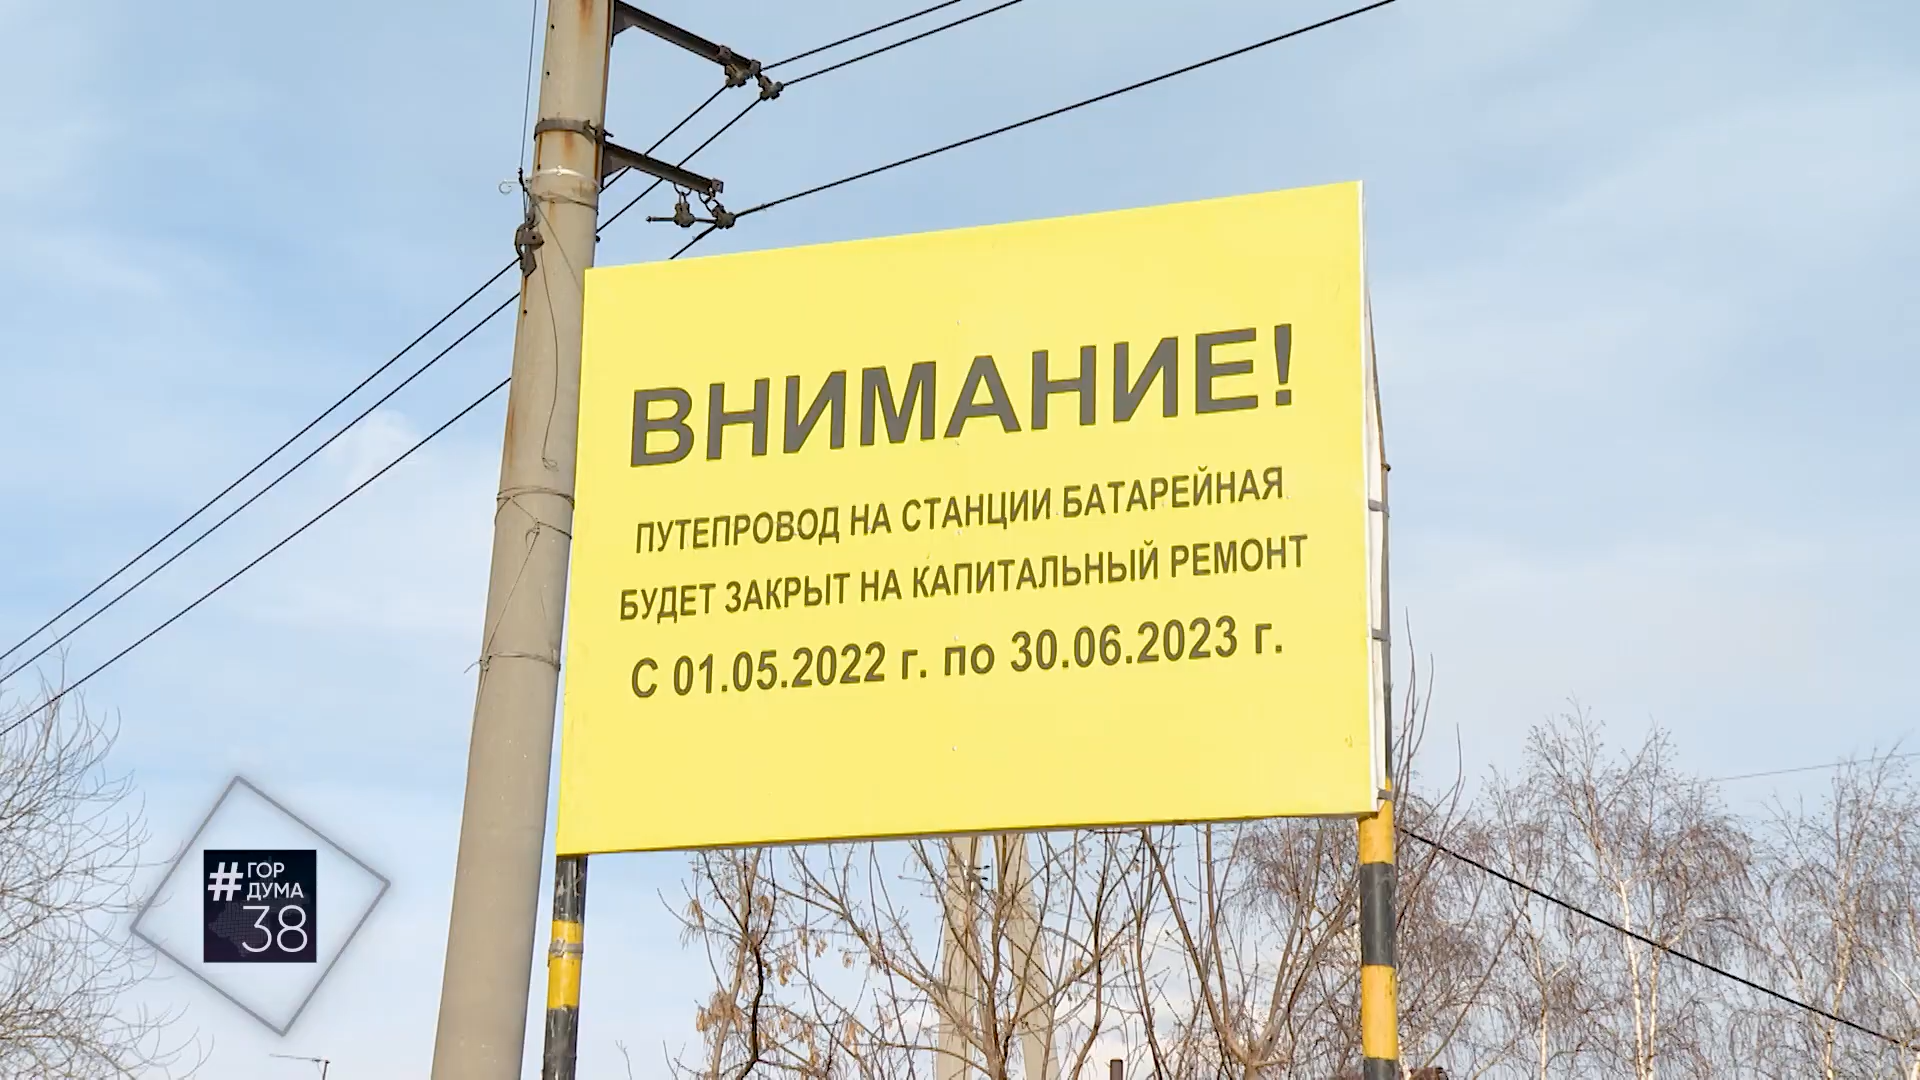 ВНИМАНИЕ!
ПУТЕПРОВОД НА СТАНЦИИ БАТАРЕЙНАЯ
БУДЕТ ЗАКРЫТ НА КАПИТАЛЬНЫЙ РЕМОНТ
С 01.05.2022 г. по 30.06.2023 г.
#ГОР
ДУМА
38